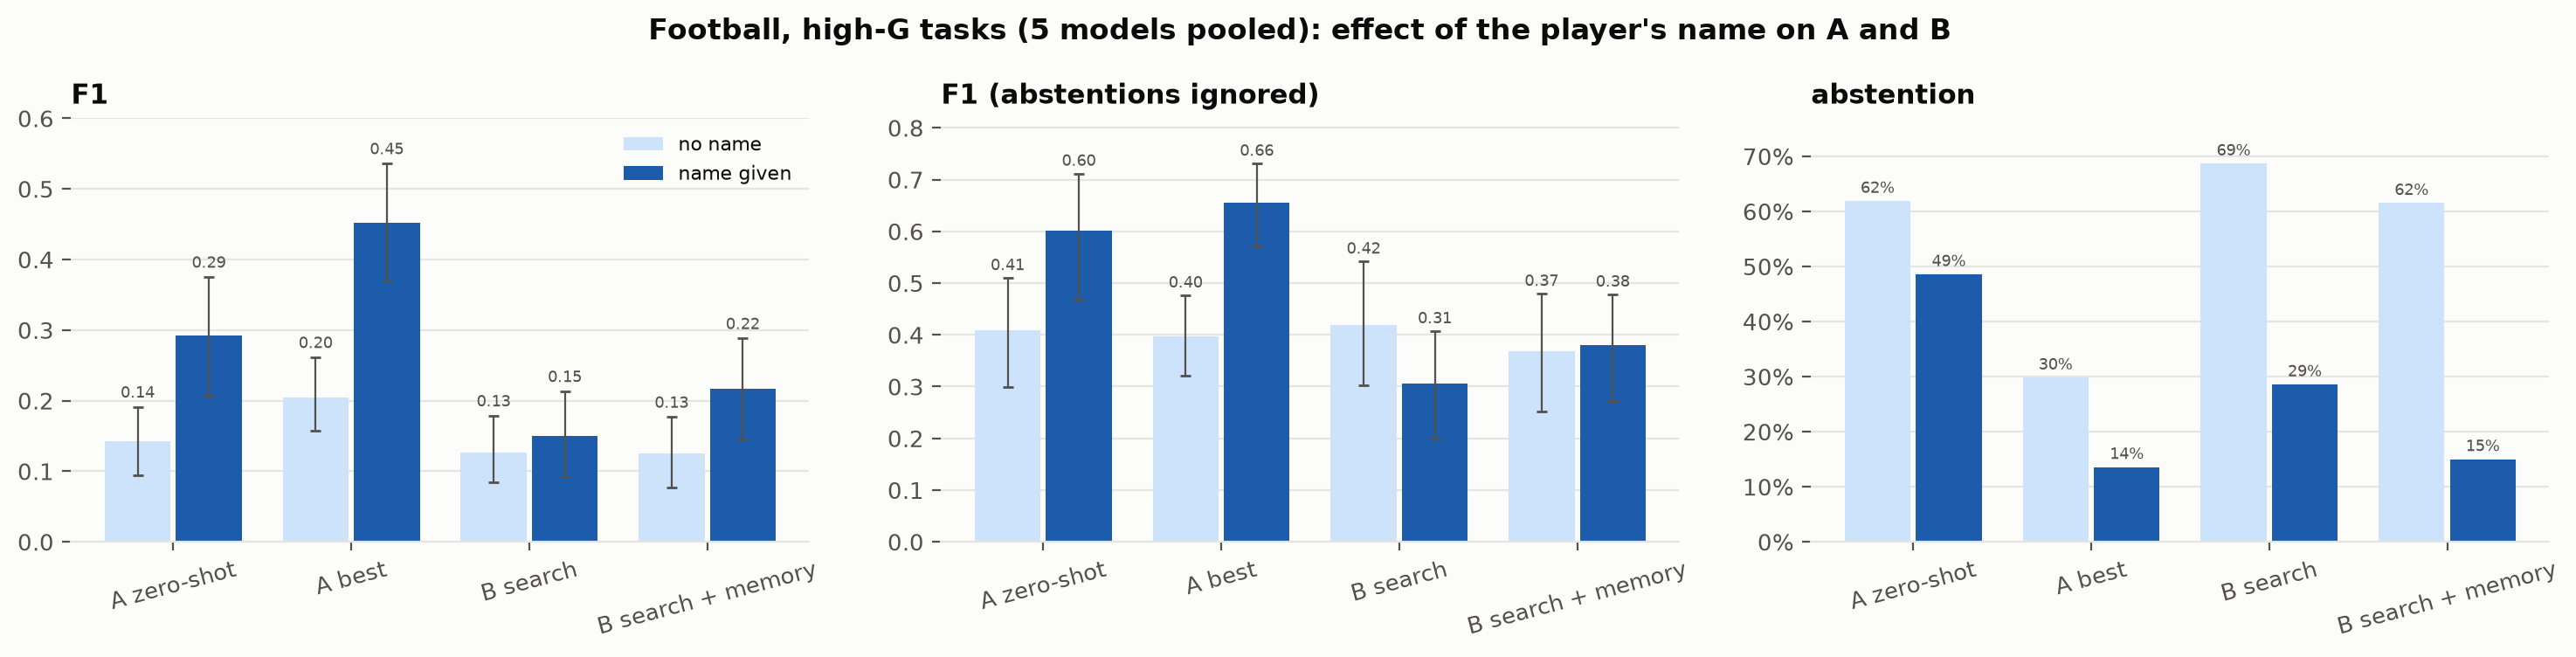 Football, high-G tasks (5 models pooled): effect of the player's name on A and B
F1
0.6
0.5
0.4
0.3
0.2
0.1
0.0
no name
name given
0.14
0.29
0.20
0.45
0.13
0.15
0.13
0.22
A zero-shot
A best
B search
B search + memory
F1 (abstentions ignored)
0.8
0.7
0.6
0.5
0.4
0.3
0.2
0.1
0.0
0.41
0.60
0.40
0.66
0.42
0.31
0.37
0.38
A zero-shot
A best
B search
B search + memory
abstention
70%
60%
50%
40%
30%
20%
10%
0%
62%
49%
30%
14%
69%
29%
62%
15%
A zero-shot
A best
B search
B search + memory